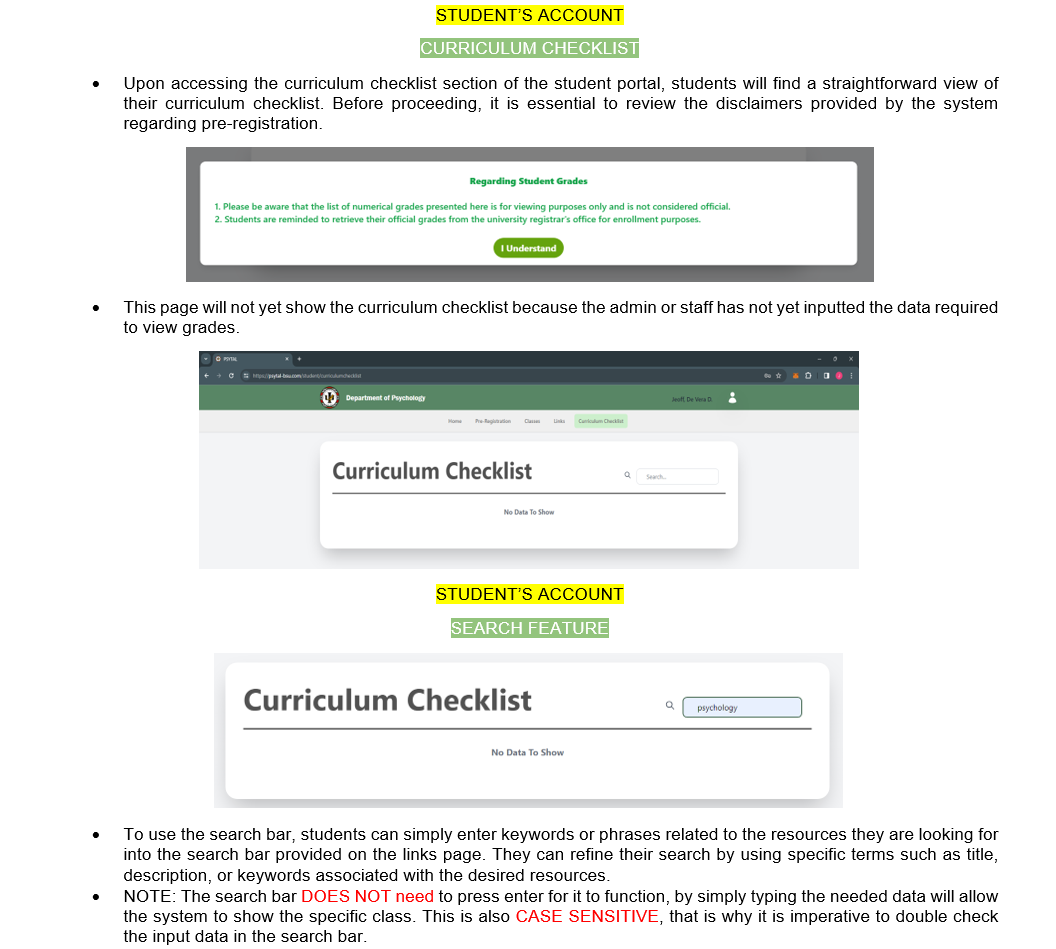 STUDENT’S ACCOUNT
CURRICULUM CHECKLIST
• Upon accessing the curriculum checklist section of the student portal, students will find a straightforward view of
their curriculum checklist. Before proceeding, it is essential to review the disclaimers provided by the system
regarding pre-registration.
Regarding Student Grades
1. Please be aware that the list of numerical grades presented here is for viewing purposes only and is not considered official.
2. Students are reminded to retrieve their official grades from the university registrar's office for enrollment purposes.
I Understand
• This page will not yet show the curriculum checklist because the admin or staff has not yet inputted the data required
to view grades.
PSYTAL
https://psytal-bsu.com/student/curriculumchecklist
Department of Psychology
Jeoff, De Vera D.
Home Pre-Registration Classes Links Curriculum Checklist
Curriculum Checklist
Search...
No Data To Show
STUDENT’S ACCOUNT
SEARCH FEATURE
Curriculum Checklist
psychology
No Data To Show
• To use the search bar, students can simply enter keywords or phrases related to the resources they are looking for
into the search bar provided on the links page. They can refine their search by using specific terms such as title,
description, or keywords associated with the desired resources.
• NOTE: The search bar DOES NOT need to press enter for it to function, by simply typing the needed data will allow
the system to show the specific class. This is also CASE SENSITIVE, that is why it is imperative to double check
the input data in the search bar.